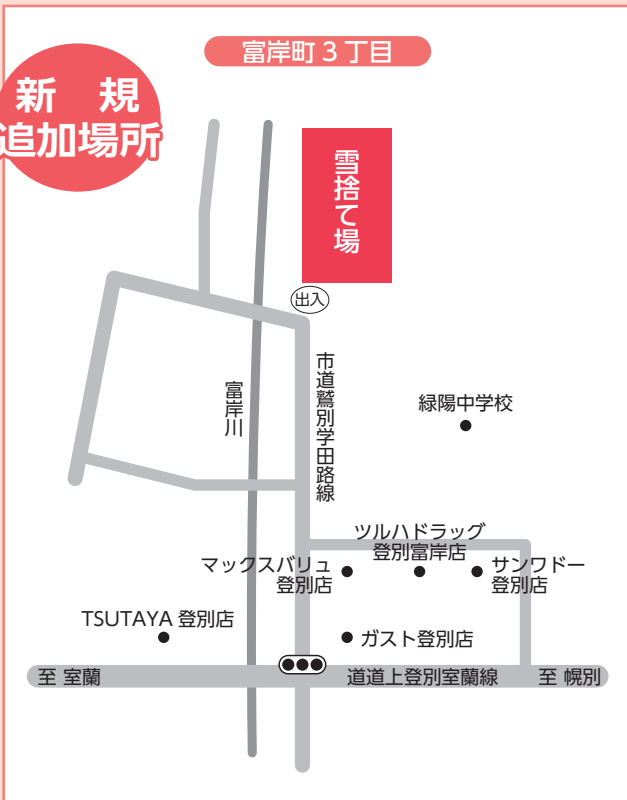 富岸町3丁目
新 規
追加場所
雪捨て場
出入
市道鷲別学田路線
富岸川
緑陽中学校
ツルハドラッグ
登別富岸店
マックスバリュ
登別店
サンワドー
登別店
TSUTAYA 登別店
ガスト登別店
至 室蘭
道道上登別室蘭線
至 幌別